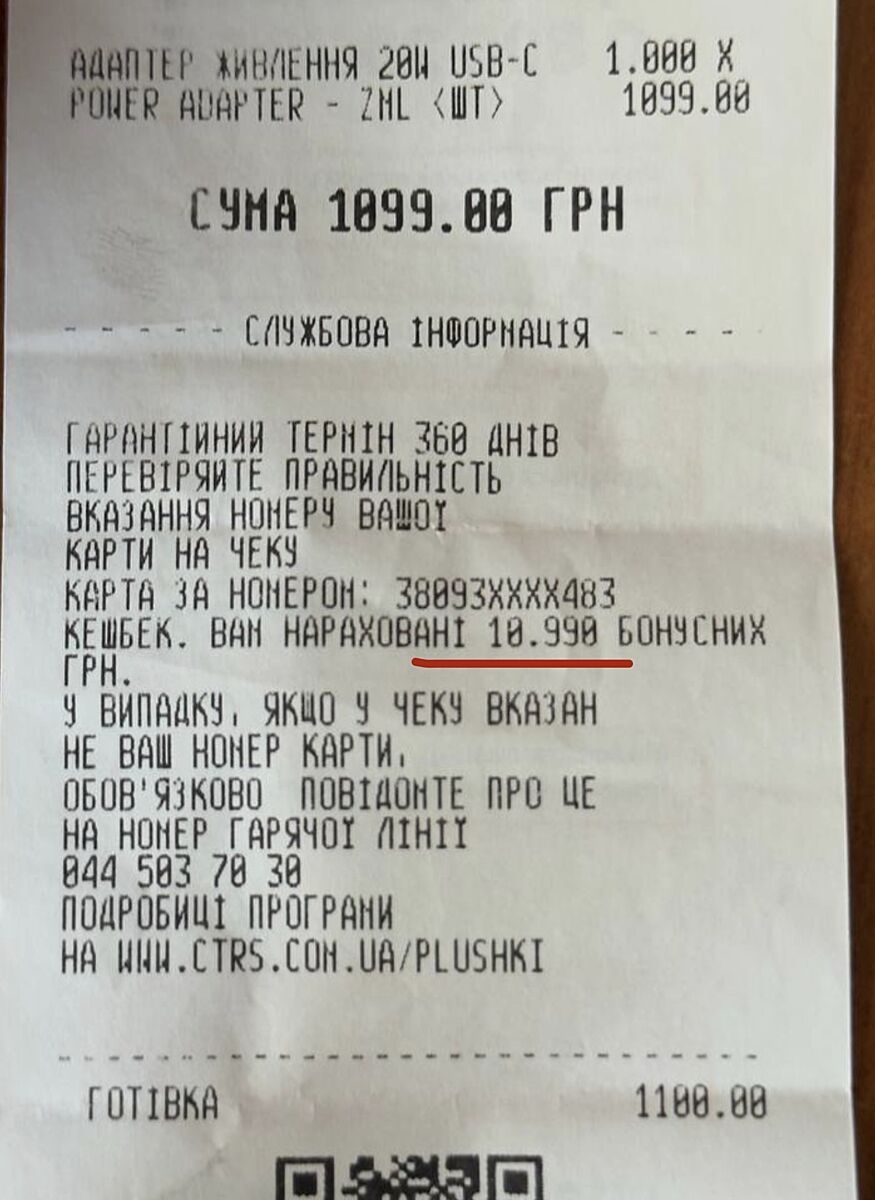 АДАПТЕР ЖИВЛЕННЯ 20W USB-C 1.000 X
POWER ADAPTER - ZML <ШТ> 1099.00
СУМА 1099.00 ГРН
- - - - - СЛУЖБОВА ІНФОРМАЦІЯ - - - -
ГАРАНТІЙНИЙ ТЕРМІН 360 ДНІВ
ПЕРЕВІРЯЙТЕ ПРАВИЛЬНІСТЬ
ВКАЗАННЯ НОМЕРУ ВАШОЇ
КАРТИ НА ЧЕКУ
КАРТА ЗА НОМЕРОМ: 38093XXXX483
КЕШБЕК. ВАМ НАРАХОВАНІ 10.990 БОНУСНИХ
ГРН.
У ВИПАДКУ, ЯКЩО У ЧЕКУ ВКАЗАН
НЕ ВАШ НОМЕР КАРТИ,
ОБОВ'ЯЗКОВО ПОВІДОМТЕ ПРО ЦЕ
НА НОМЕР ГАРЯЧОЇ ЛІНІЇ
044 503 70 30
ПОДРОБИЦІ ПРОГРАМИ
НА WWW.CTRS.COM.UA/PLUSHKI
ГОТІВКА 1100.00